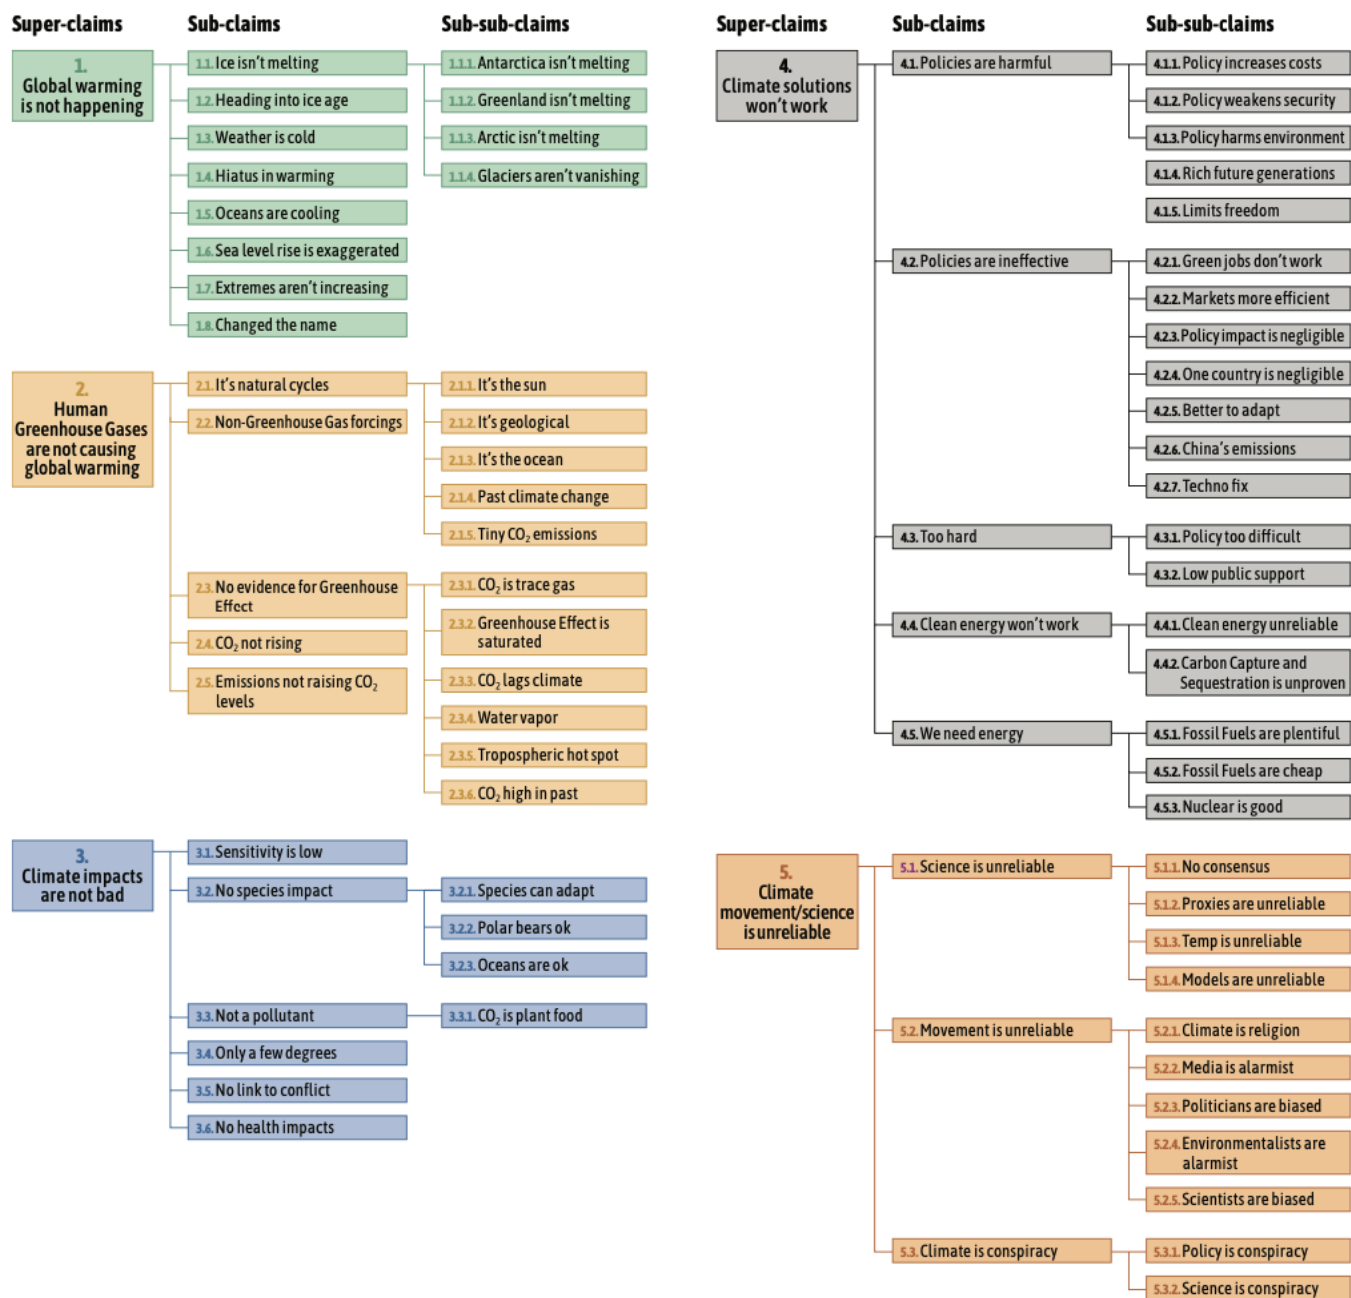 Super-claims
Sub-claims
Sub-sub-claims
1.
Global warming
is not happening
1.1. Ice isn't melting
1.1.1. Antarctica isn't melting
1.1.2. Greenland isn't melting
1.1.3. Arctic isn't melting
1.1.4. Glaciers aren't vanishing
1.2. Heading into ice age
1.3. Weather is cold
1.4. Hiatus in warming
1.5. Oceans are cooling
1.6. Sea level rise is exaggerated
1.7. Extremes aren't increasing
1.8. Changed the name
2.
Human
Greenhouse Gases
are not causing
global warming
2.1. It's natural cycles
2.1.1. It's the sun
2.1.2. It's geological
2.1.3. It's the ocean
2.1.4. Past climate change
2.1.5. Tiny CO₂ emissions
2.2. Non-Greenhouse Gas forcings
2.3. No evidence for Greenhouse
Effect
2.3.1. CO₂ is trace gas
2.3.2. Greenhouse Effect is
saturated
2.3.3. CO₂ lags climate
2.3.4. Water vapor
2.3.5. Tropospheric hot spot
2.3.6. CO₂ high in past
2.4. CO₂ not rising
2.5. Emissions not raising CO₂
levels
3.
Climate impacts
are not bad
3.1. Sensitivity is low
3.2. No species impact
3.2.1. Species can adapt
3.2.2. Polar bears ok
3.2.3. Oceans are ok
3.3. Not a pollutant
3.3.1. CO₂ is plant food
3.4. Only a few degrees
3.5. No link to conflict
3.6. No health impacts
Super-claims
Sub-claims
Sub-sub-claims
4.
Climate solutions
won't work
4.1. Policies are harmful
4.1.1. Policy increases costs
4.1.2. Policy weakens security
4.1.3. Policy harms environment
4.1.4. Rich future generations
4.1.5. Limits freedom
4.2. Policies are ineffective
4.2.1. Green jobs don't work
4.2.2. Markets more efficient
4.2.3. Policy impact is negligible
4.2.4. One country is negligible
4.2.5. Better to adapt
4.2.6. China's emissions
4.2.7. Techno fix
4.3. Too hard
4.3.1. Policy too difficult
4.3.2. Low public support
4.4. Clean energy won't work
4.4.1. Clean energy unreliable
4.4.2. Carbon Capture and
Sequestration is unproven
4.5. We need energy
4.5.1. Fossil Fuels are plentiful
4.5.2. Fossil Fuels are cheap
4.5.3. Nuclear is good
5.
Climate
movement/science
is unreliable
5.1. Science is unreliable
5.1.1. No consensus
5.1.2. Proxies are unreliable
5.1.3. Temp is unreliable
5.1.4. Models are unreliable
5.2. Movement is unreliable
5.2.1. Climate is religion
5.2.2. Media is alarmist
5.2.3. Politicians are biased
5.2.4. Environmentalists are
alarmist
5.2.5. Scientists are biased
5.3. Climate is conspiracy
5.3.1. Policy is conspiracy
5.3.2. Science is conspiracy